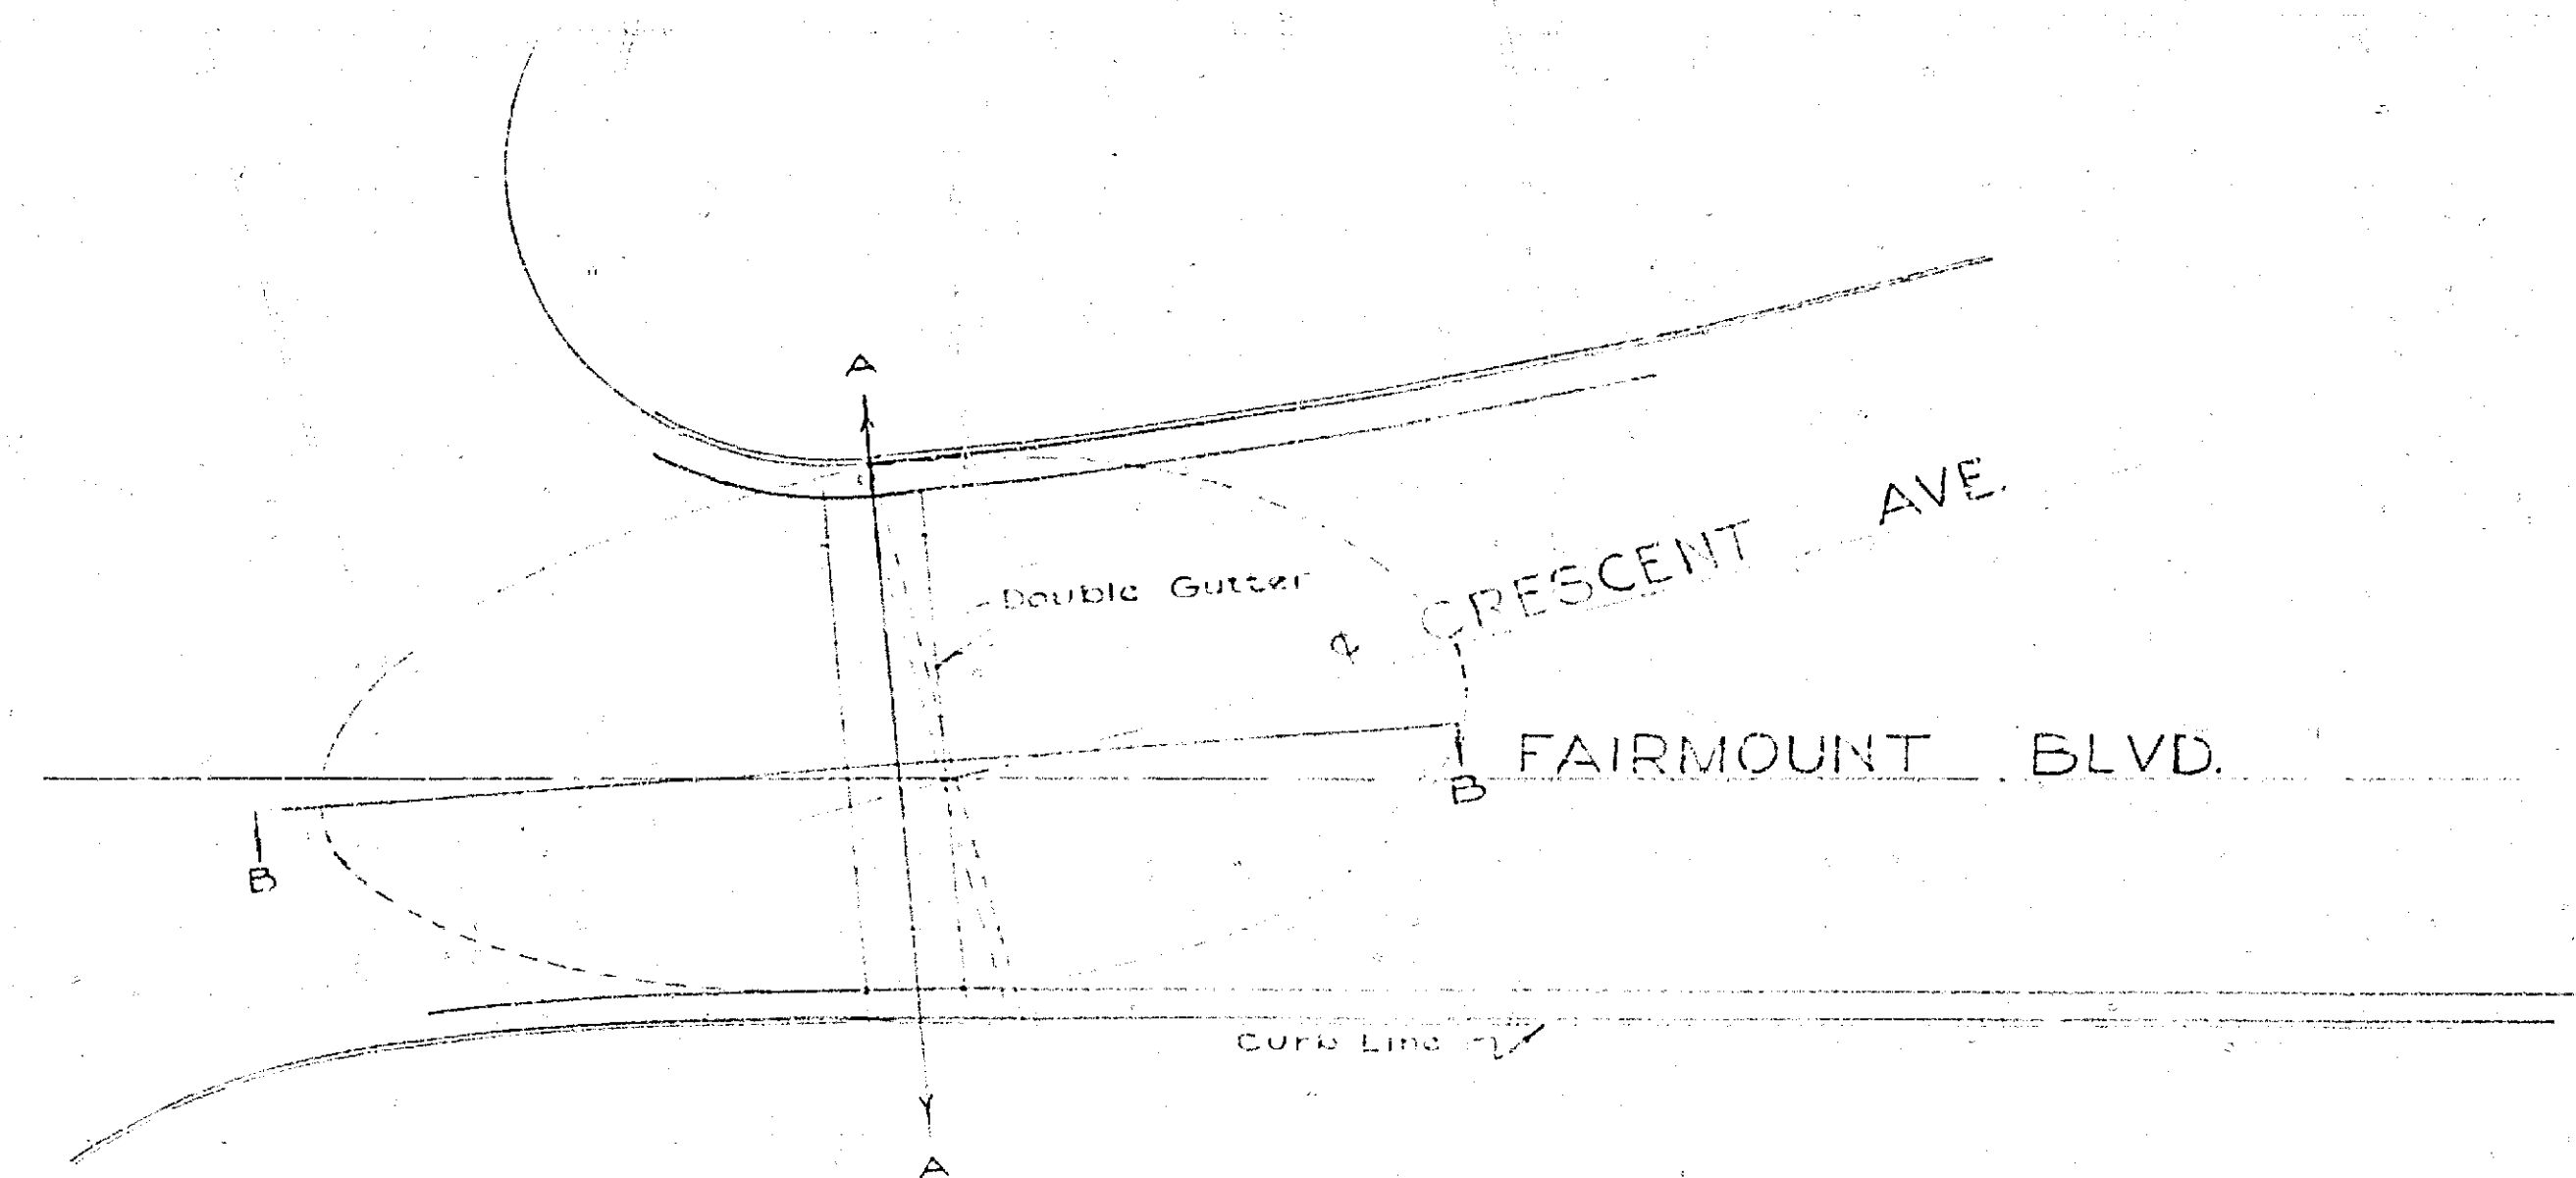 A
AVE.
℄ CRESCENT
Double Gutter
FAIRMOUNT BLVD.
B
B
Curb Line
A